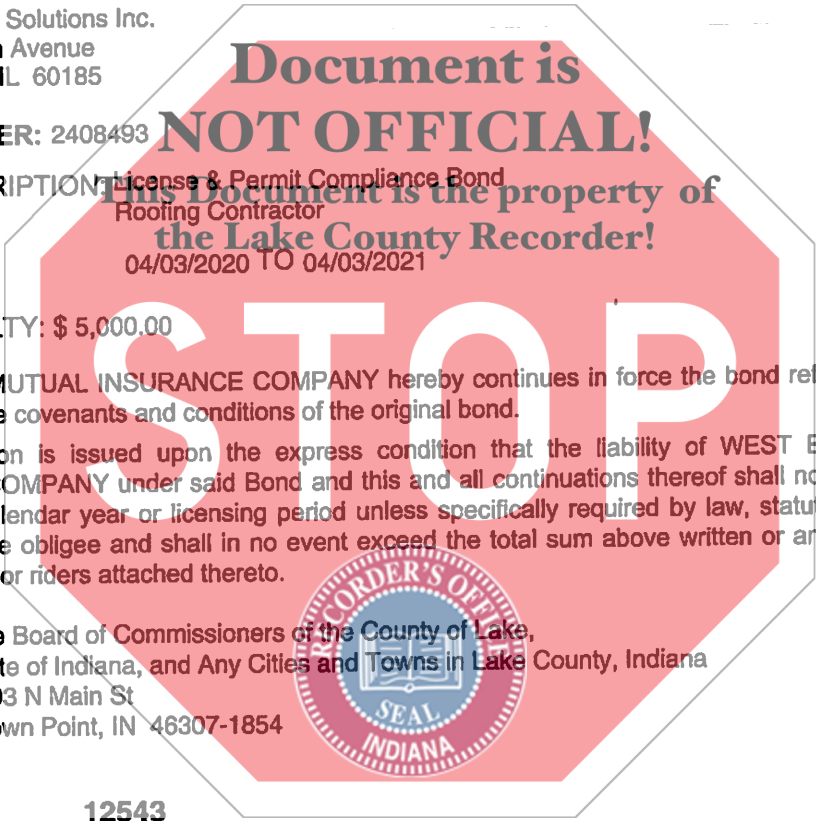 Solutions Inc.
Avenue
IL 60185
Document is
NOT OFFICIAL!
This Document is the property of
the Lake County Recorder!
ER: 2408493
RIPTION: License & Permit Compliance Bond
Roofing Contractor
04/03/2020 TO 04/03/2021
STOP
LTY: $ 5,000.00
MUTUAL INSURANCE COMPANY hereby continues in force the bond ref
e covenants and conditions of the original bond.
on is issued upon the express condition that the liability of WEST B
OMPANY under said Bond and this and all continuations thereof shall no
lendar year or licensing period unless specifically required by law, statut
e obligee and shall in no event exceed the total sum above written or an
or riders attached thereto.
RECORDER'S OFFICE
SEAL
INDIANA
e Board of Commissioners of the County of Lake,
te of Indiana, and Any Cities and Towns in Lake County, Indiana
93 N Main St
wn Point, IN 46307-1854
12543